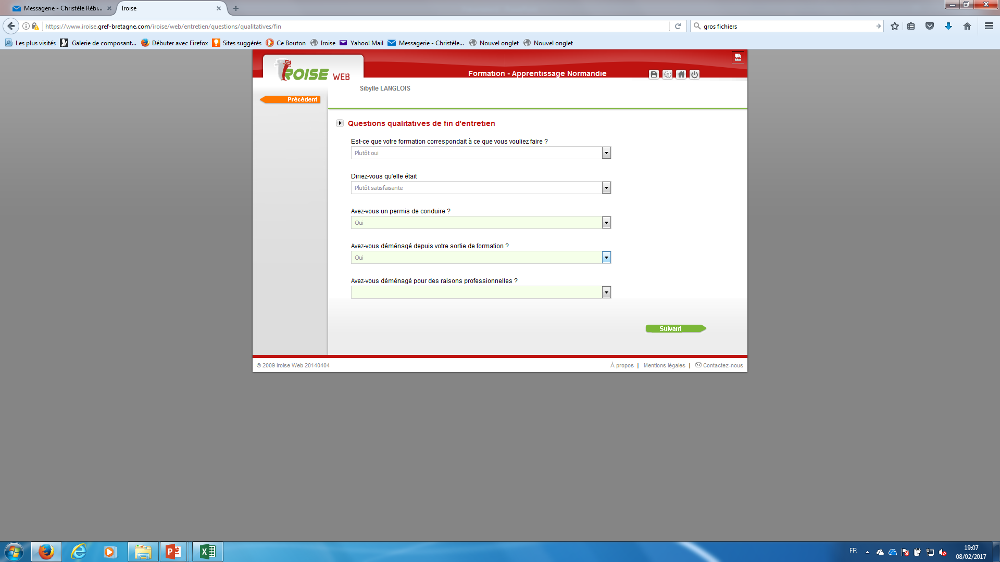 Messagerie - Christèle Rébi...
Iroise
https://www.iroise.gref-bretagne.com/iroise/web/entretien/questions/qualitatives/fin
gros fichiers
Les plus visités
Galerie de composant...
Débuter avec Firefox
Sites suggérés
Ce Bouton
Iroise
Yahoo! Mail
Messagerie - Christèle...
Nouvel onglet
Nouvel onglet
IROISE WEB
Formation - Apprentissage Normandie
Sibylle LANGLOIS
Précédent
Questions qualitatives de fin d'entretien
Est-ce que votre formation correspondait à ce que vous vouliez faire ?
Plutôt oui
Diriez-vous qu'elle était
Plutôt satisfaisante
Avez-vous un permis de conduire ?
Oui
Avez-vous déménagé depuis votre sortie de formation ?
Oui
Avez-vous déménagé pour des raisons professionnelles ?
Suivant
© 2009 Iroise Web 20140404
À propos | Mentions légales | Contactez-nous
FR
19:07
08/02/2017